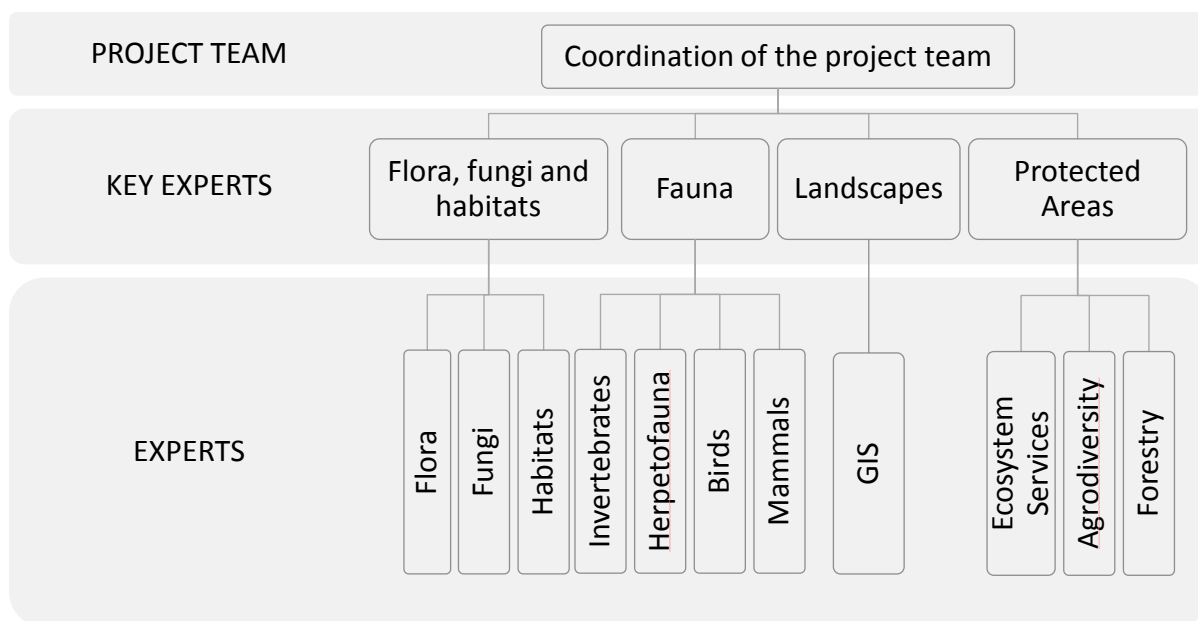 PROJECT TEAM
Coordination of the project team
KEY EXPERTS
Flora, fungi and
habitats
Fauna
Landscapes
Protected
Areas
EXPERTS
Flora
Fungi
Habitats
Invertebrates
Herpetofauna
Birds
Mammals
GIS
Ecosystem
Services
Agrodiversity
Forestry